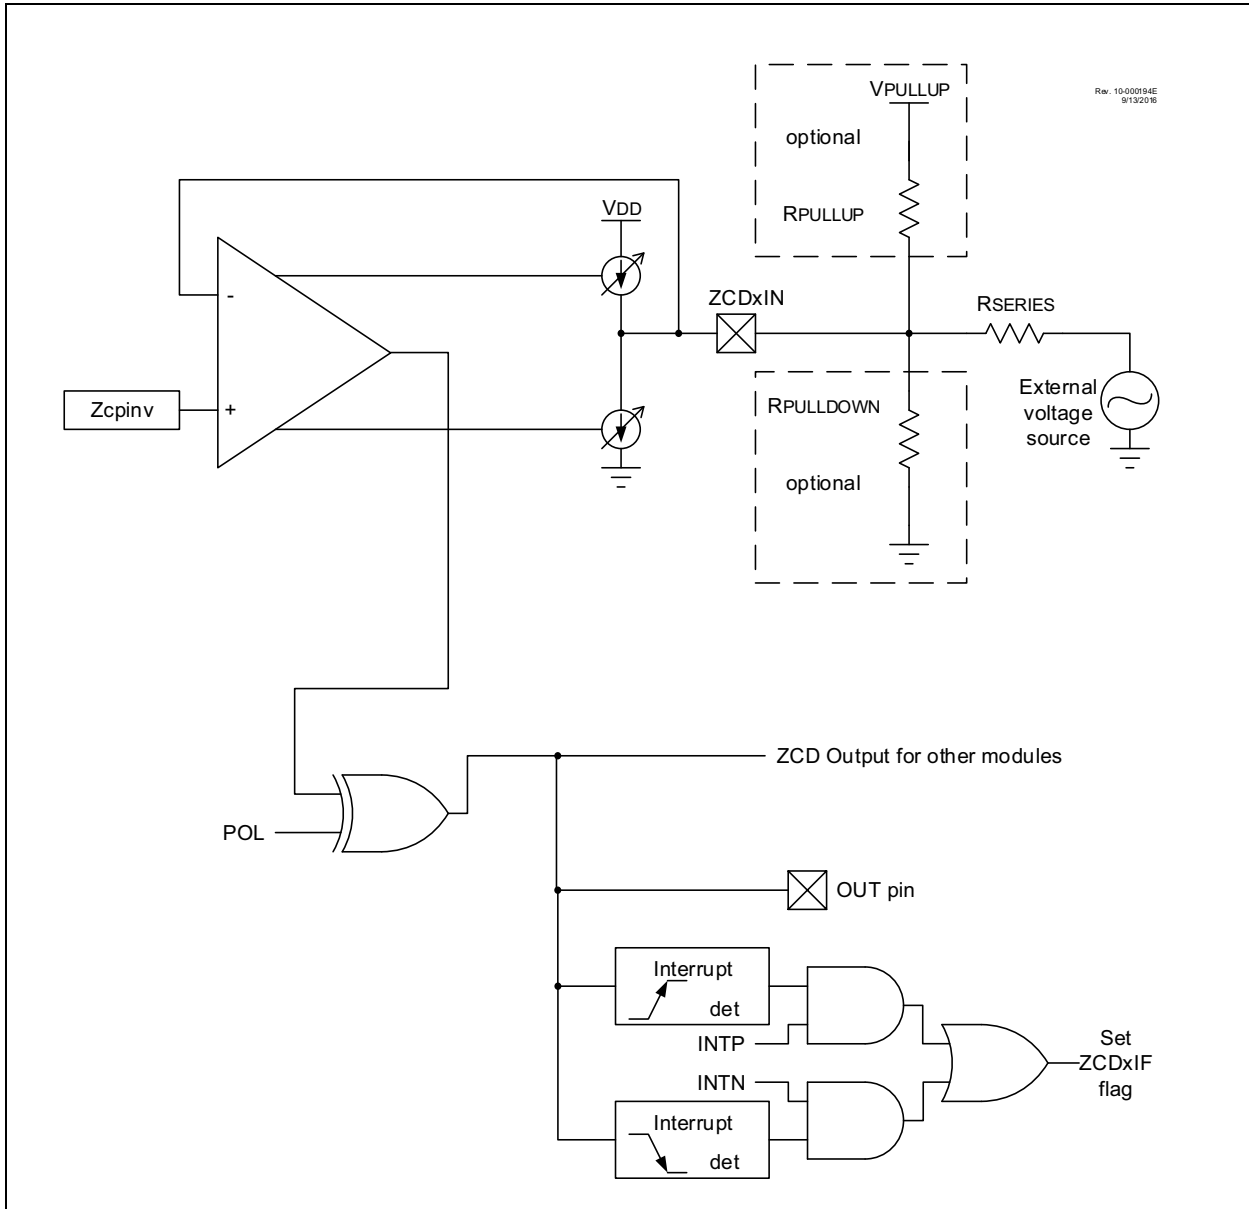 VPULLUP
Rev. 10-000194E
9/13/2016
optional
RPULLUP
VDD
-
ZCDxIN
RSERIES
Zcpinv
+
RPULLDOWN
External
voltage
source
optional
ZCD Output for other modules
POL
OUT pin
Interrupt
det
INTP
INTN
Set
ZCDxIF
flag
Interrupt
det